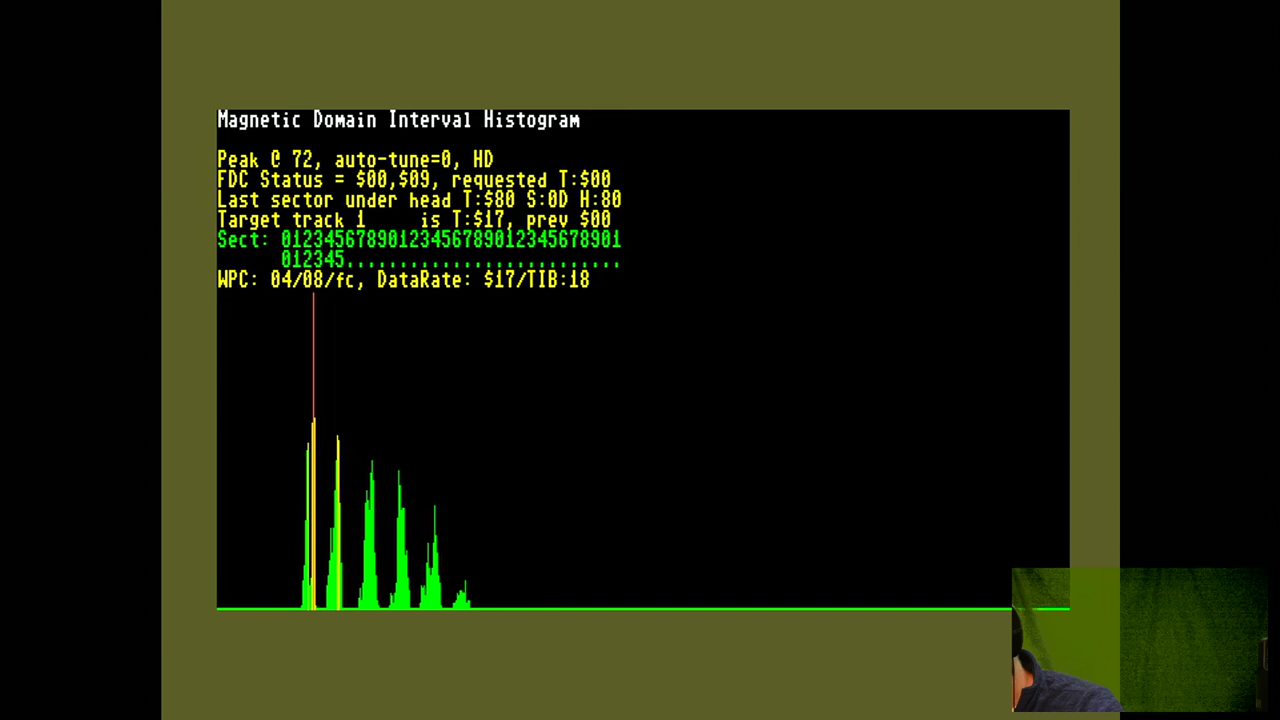 Magnetic Domain Interval Histogram
Peak @ 72, auto-tune=0, HD
FDC Status = $00,$09, requested T:$00
Last sector under head T:$80 S:0D H:80
Target track 1     is T:$17, prev $00
Sect: 01234567890123456789012345678901
      012345..........................
WPC: 04/08/fc, DataRate: $17/TIB:18